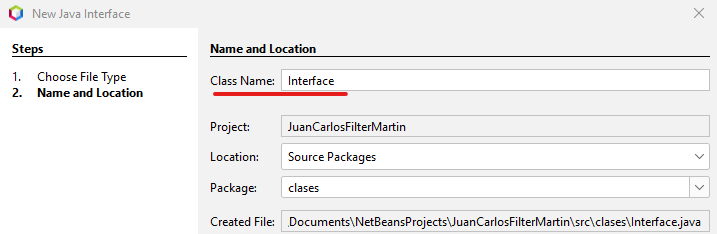 New Java Interface
Steps
1. Choose File Type
2. Name and Location
Name and Location
Class Name: Interface
Project: JuanCarlosFilterMartin
Location: Source Packages
Package: clases
Created File: .Documents\NetBeansProjects\JuanCarlosFilterMartin\src\clases\Interface.java